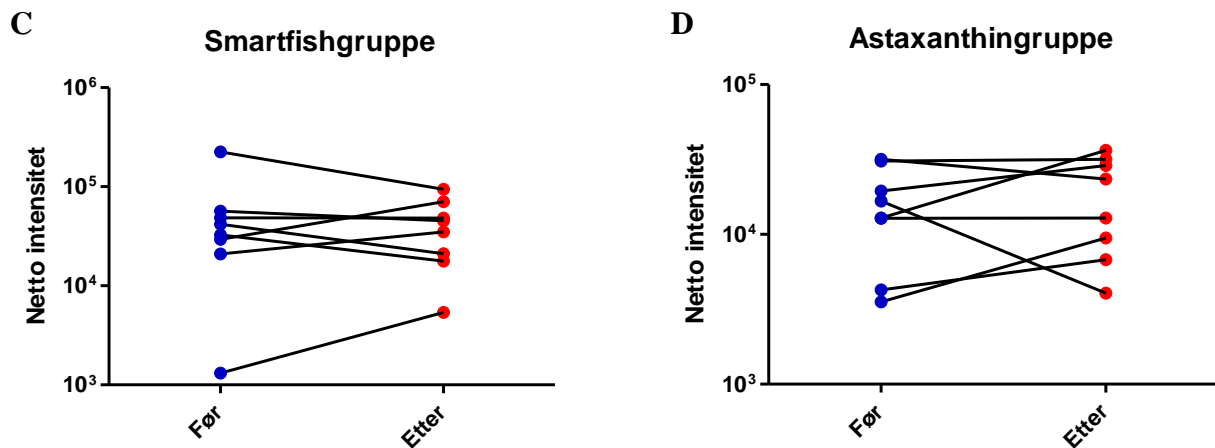 C
Smartfishgruppe
Netto intensitet
10⁶
10⁵
10⁴
10³
Før
Etter
D
Astaxanthingruppe
Netto intensitet
10⁵
10⁴
10³
Før
Etter